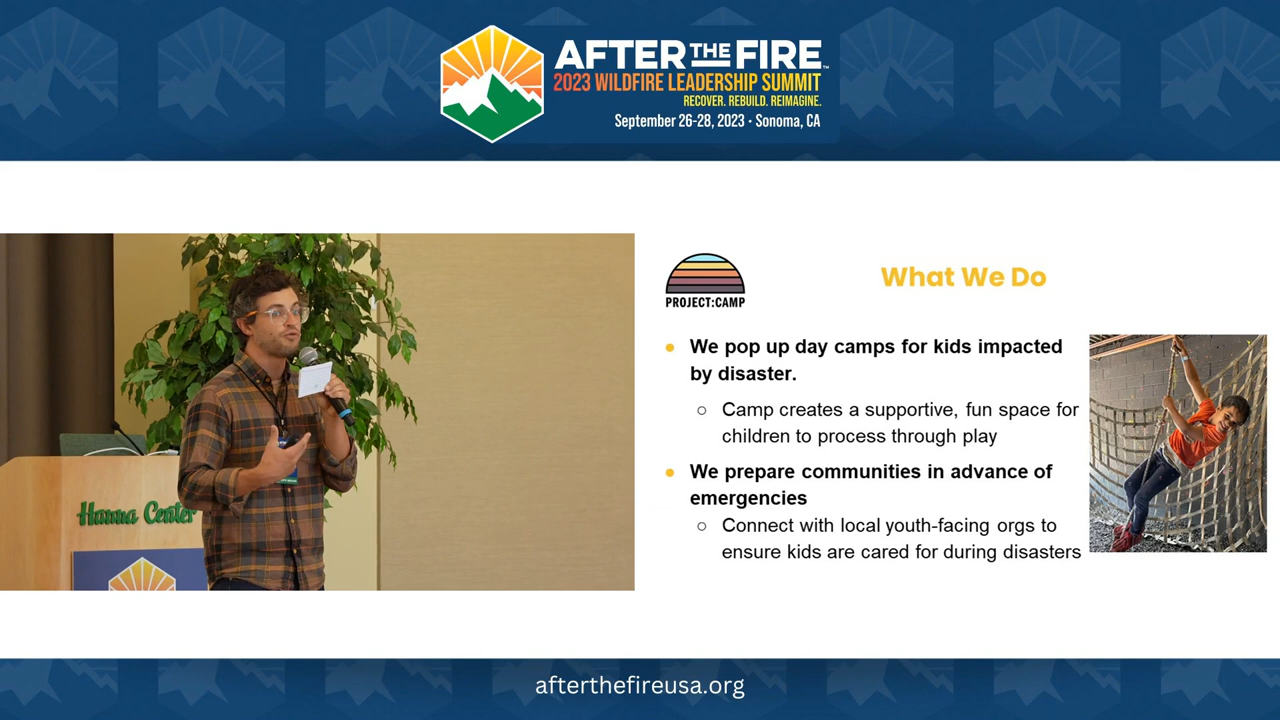 AFTER THE FIRE™
2023 WILDFIRE LEADERSHIP SUMMIT
RECOVER. REBUILD. REIMAGINE.
September 26-28, 2023 · Sonoma, CA
Hanna Center
PROJECT:CAMP
What We Do
● We pop up day camps for kids impacted
by disaster.
○ Camp creates a supportive, fun space for
children to process through play
● We prepare communities in advance of
emergencies
○ Connect with local youth-facing orgs to
ensure kids are cared for during disasters
afterthefireusa.org